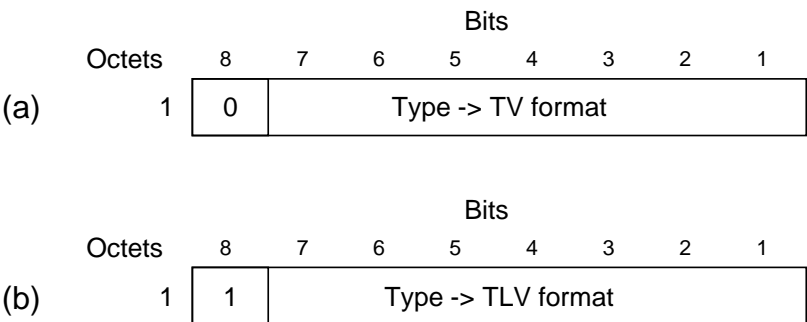 Bits
Octets 8 7 6 5 4 3 2 1
(a) 1 0 Type -> TV format
Bits
Octets 8 7 6 5 4 3 2 1
(b) 1 1 Type -> TLV format